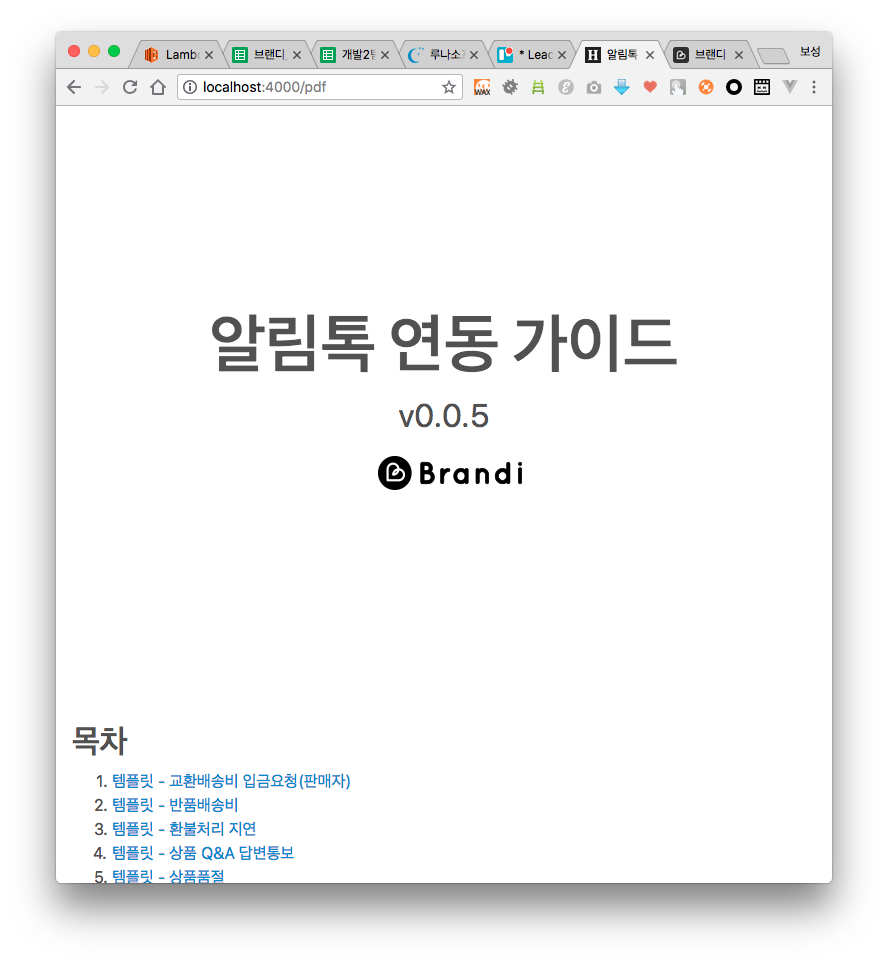 Lamb
브랜디
개발2팀
루나소
* Leac
알림톡
브랜디
보성
localhost:4000/pdf
WAX
알림톡 연동 가이드
v0.0.5
Brandi
목차
1. 템플릿 - 교환배송비 입금요청(판매자)
2. 템플릿 - 반품배송비
3. 템플릿 - 환불처리 지연
4. 템플릿 - 상품 Q&A 답변통보
5. 템플릿 - 상품품절